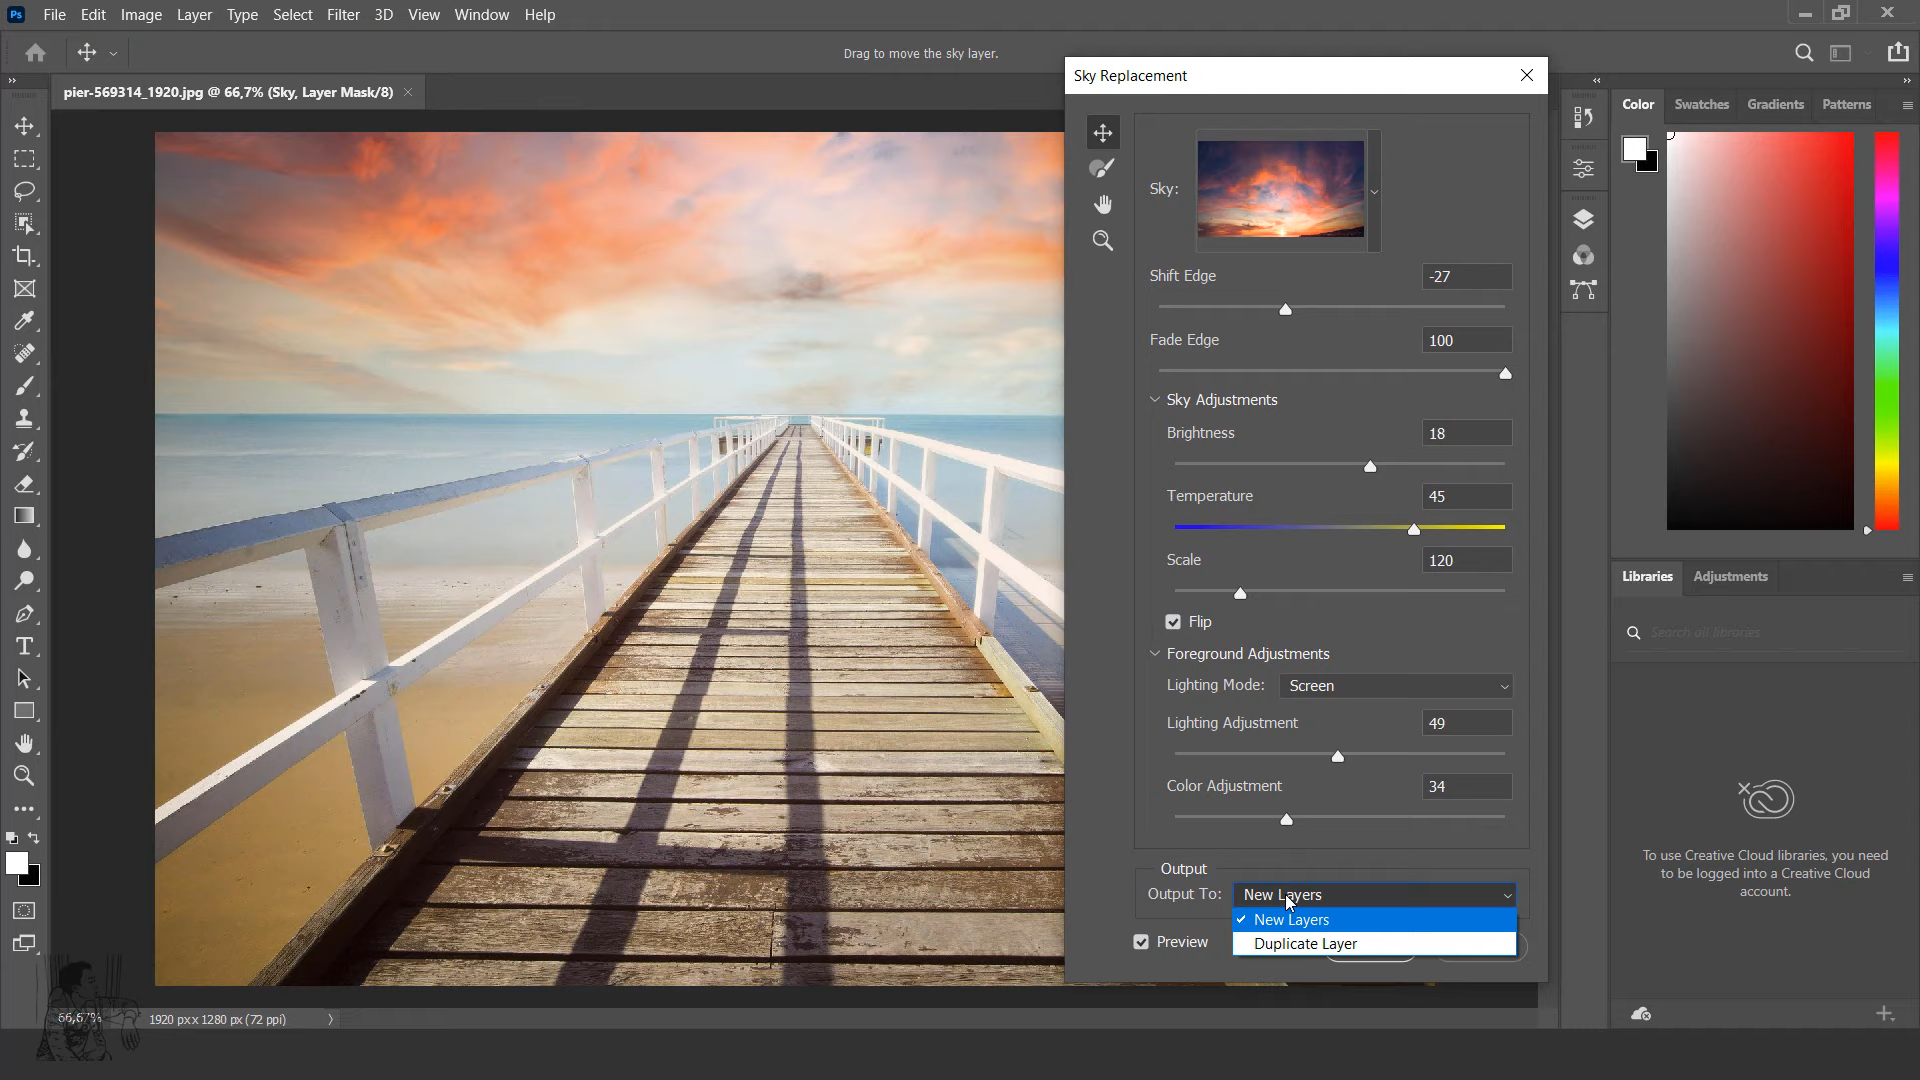 Ps File Edit Image Layer Type Select Filter 3D View Window Help
Drag to move the sky layer.
pier-569314_1920.jpg @ 66,7% (Sky, Layer Mask/8)
Sky Replacement
Sky:
Shift Edge -27
Fade Edge 100
Sky Adjustments
Brightness 18
Temperature 45
Scale 120
Flip
Foreground Adjustments
Lighting Mode: Screen
Lighting Adjustment 49
Color Adjustment 34
Output
Output To: New Layers
New Layers
Duplicate Layer
Preview
Color Swatches Gradients Patterns
Libraries Adjustments
Search all libraries
To use Creative Cloud libraries, you need
to be logged into a Creative Cloud
account.
66,67% 1920 px x 1280 px (72 ppi)